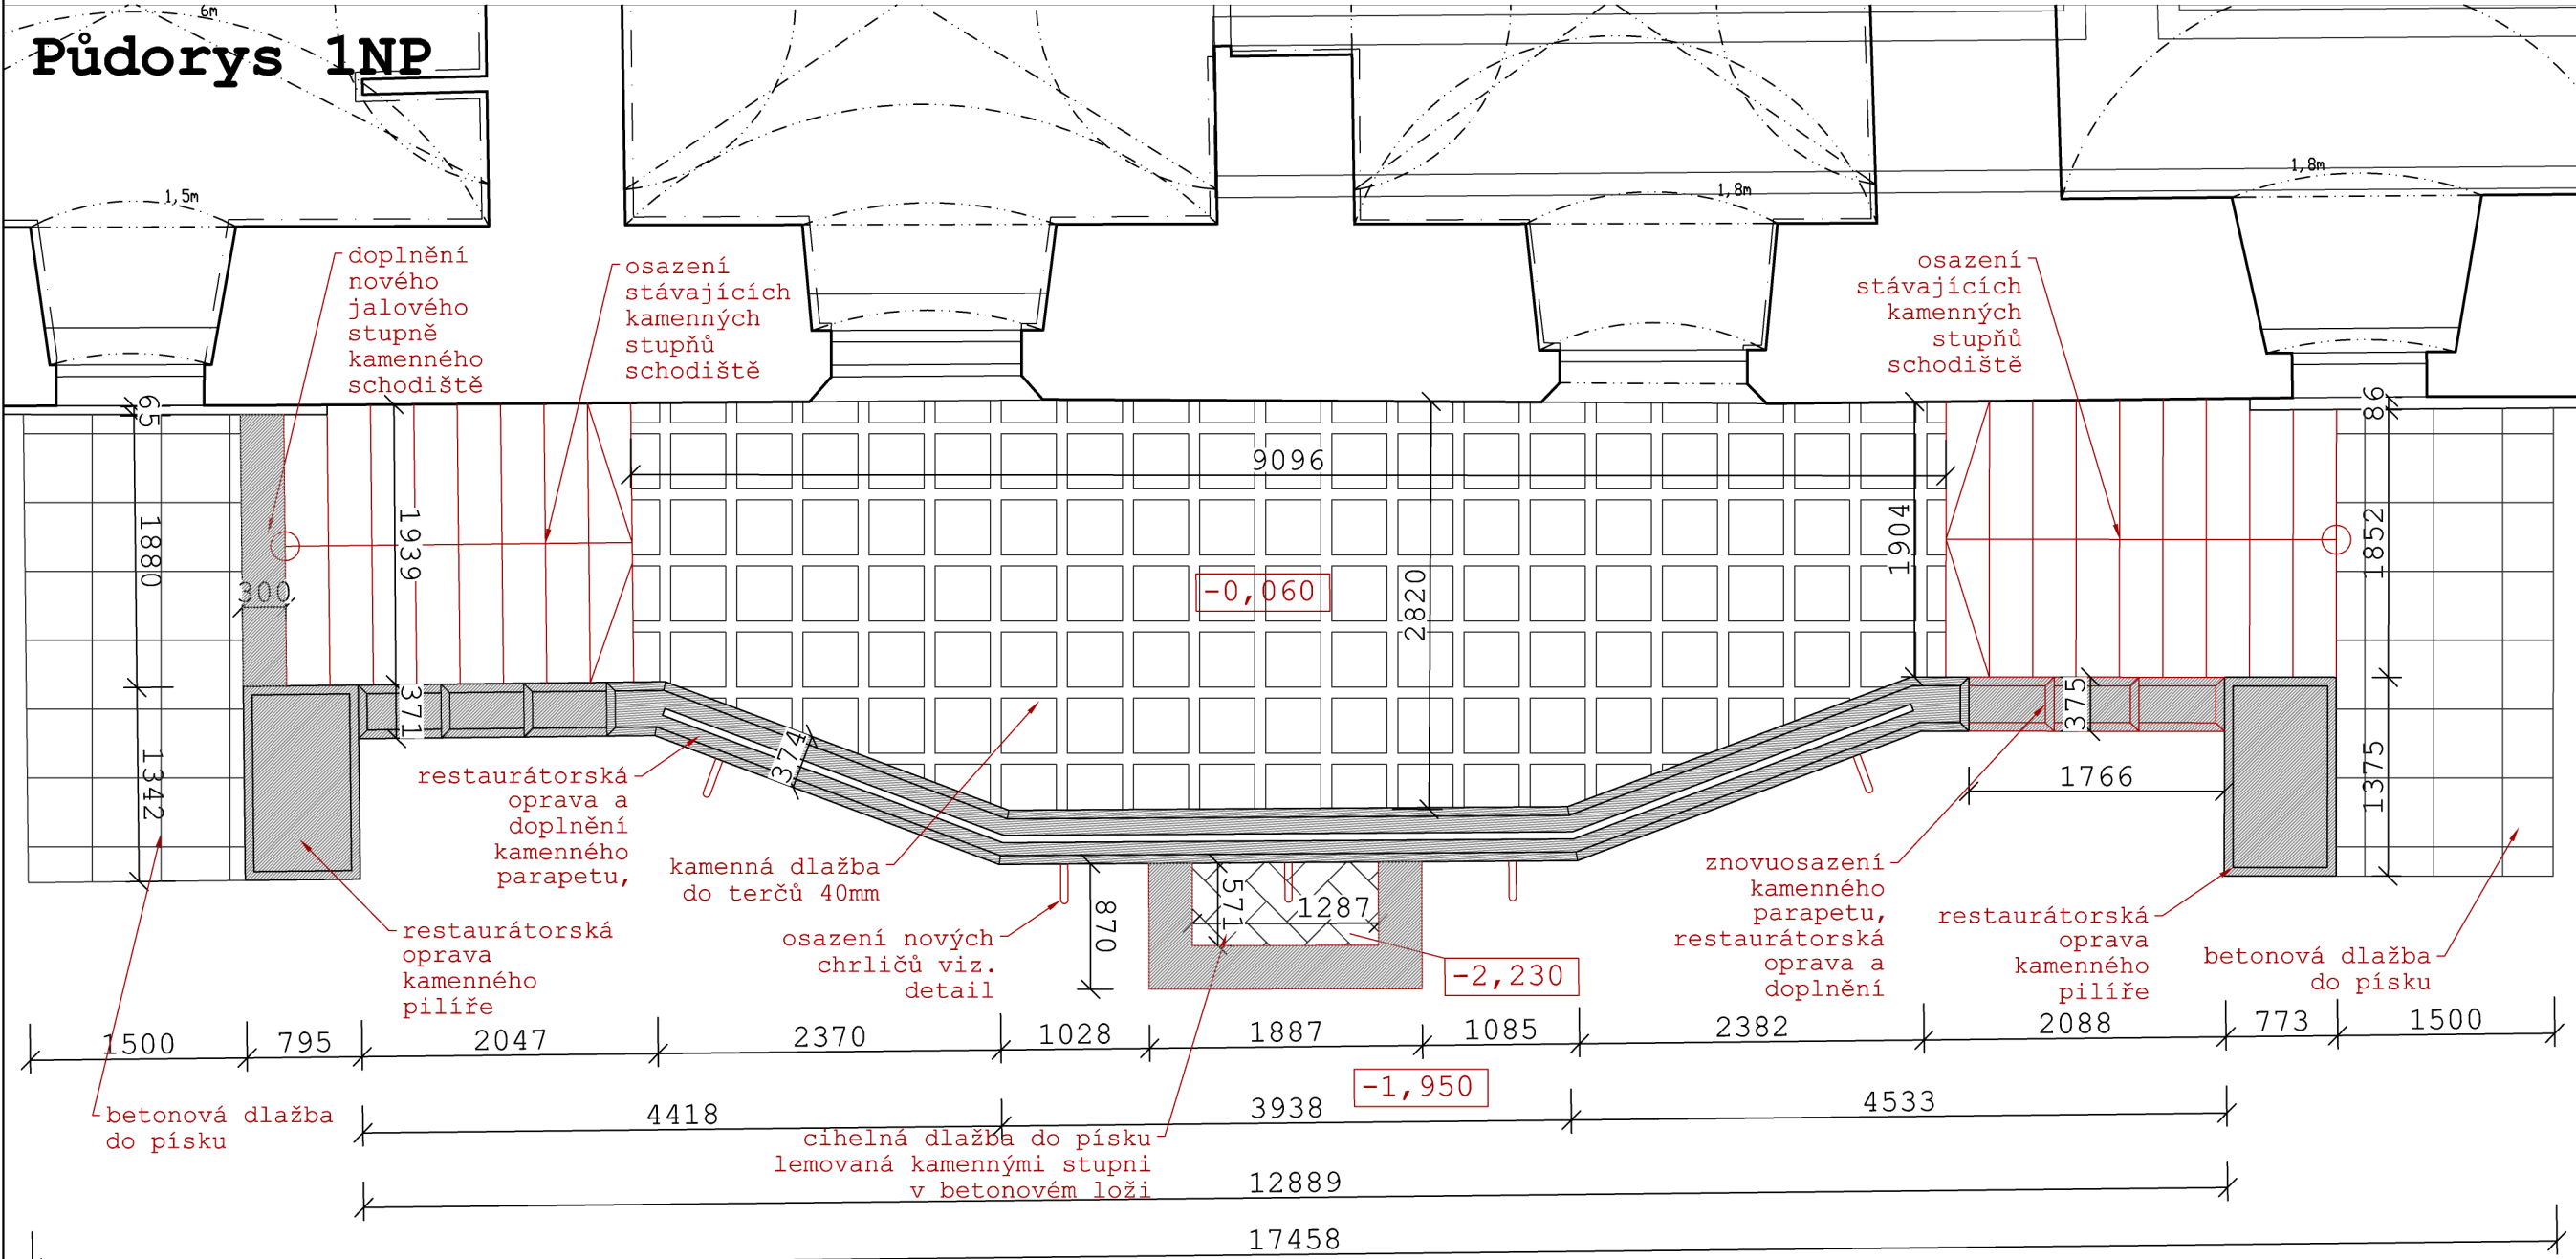 6m
Půdorys 1NP
1,5m
1,8m
1,8m
doplnění
nového
jalového
stupně
kamenného
schodiště
osazení
stávajících
kamenných
stupňů
schodiště
osazení
stávajících
kamenných
stupňů
schodiště
65
86
9096
1880
1939
1904
1852
300
-0,060
2820
371
374
375
1342
1375
1766
restaurátorská
oprava a
doplnění
kamenného
parapetu,
kamenná dlažba
do terčů 40mm
znovuosazení
kamenného
parapetu,
restaurátorská
oprava a
doplnění
restaurátorská
oprava
kamenného
pilíře
restaurátorská
oprava
kamenného
pilíře
osazení nových
chrličů viz.
detail
870
571
1287
-2,230
betonová dlažba
do písku
1500
795
2047
2370
1028
1887
1085
2382
2088
773
1500
-1,950
betonová dlažba
do písku
4418
3938
4533
cihelná dlažba do písku
lemovaná kamennými stupni
v betonovém loži
12889
17458